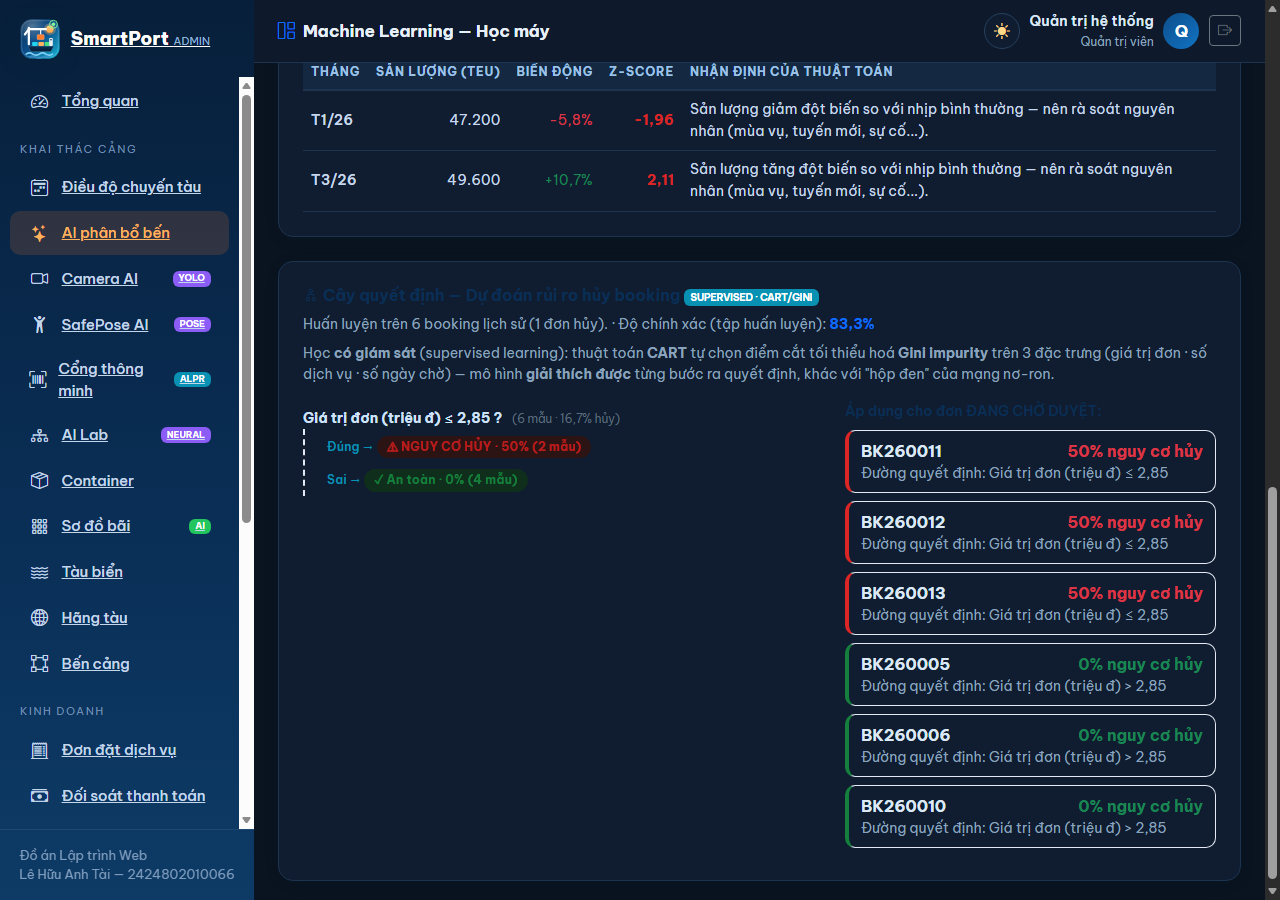 SmartPort ADMIN
Machine Learning — Học máy
Quản trị hệ thống
Quản trị viên
Q
Tổng quan
KHAI THÁC CẢNG
Điều độ chuyến tàu
AI phân bổ bến
Camera AI YOLO
SafePose AI POSE
Cổng thông
minh
ALPR
AI Lab NEURAL
Container
Sơ đồ bãi AI
Tàu biển
Hãng tàu
Bến cảng
KINH DOANH
Đơn đặt dịch vụ
Đối soát thanh toán
Đồ án Lập trình Web
Lê Hữu Anh Tài — 2424802010066
THÁNG SẢN LƯỢNG (TEU) BIẾN ĐỘNG Z-SCORE NHẬN ĐỊNH CỦA THUẬT TOÁN
T1/26 47.200 -5,8% -1,96 Sản lượng giảm đột biến so với nhịp bình thường — nên rà soát nguyên
nhân (mùa vụ, tuyến mới, sự cố...).
T3/26 49.600 +10,7% 2,11 Sản lượng tăng đột biến so với nhịp bình thường — nên rà soát nguyên
nhân (mùa vụ, tuyến mới, sự cố...).
Cây quyết định — Dự đoán rủi ro hủy booking SUPERVISED · CART/GINI
Huấn luyện trên 6 booking lịch sử (1 đơn hủy). · Độ chính xác (tập huấn luyện): 83,3%
Học có giám sát (supervised learning): thuật toán CART tự chọn điểm cắt tối thiểu hoá Gini Impurity trên 3 đặc trưng (giá trị đơn · số
dịch vụ · số ngày chờ) — mô hình giải thích được từng bước ra quyết định, khác với "hộp đen" của mạng nơ-ron.
Giá trị đơn (triệu đ) ≤ 2,85 ? (6 mẫu · 16,7% hủy)
Đúng → ⚠ NGUY CƠ HỦY · 50% (2 mẫu)
Sai → ✓ An toàn · 0% (4 mẫu)
Áp dụng cho đơn ĐANG CHỜ DUYỆT:
BK260011 50% nguy cơ hủy
Đường quyết định: Giá trị đơn (triệu đ) ≤ 2,85
BK260012 50% nguy cơ hủy
Đường quyết định: Giá trị đơn (triệu đ) ≤ 2,85
BK260013 50% nguy cơ hủy
Đường quyết định: Giá trị đơn (triệu đ) ≤ 2,85
BK260005 0% nguy cơ hủy
Đường quyết định: Giá trị đơn (triệu đ) > 2,85
BK260006 0% nguy cơ hủy
Đường quyết định: Giá trị đơn (triệu đ) > 2,85
BK260010 0% nguy cơ hủy
Đường quyết định: Giá trị đơn (triệu đ) > 2,85